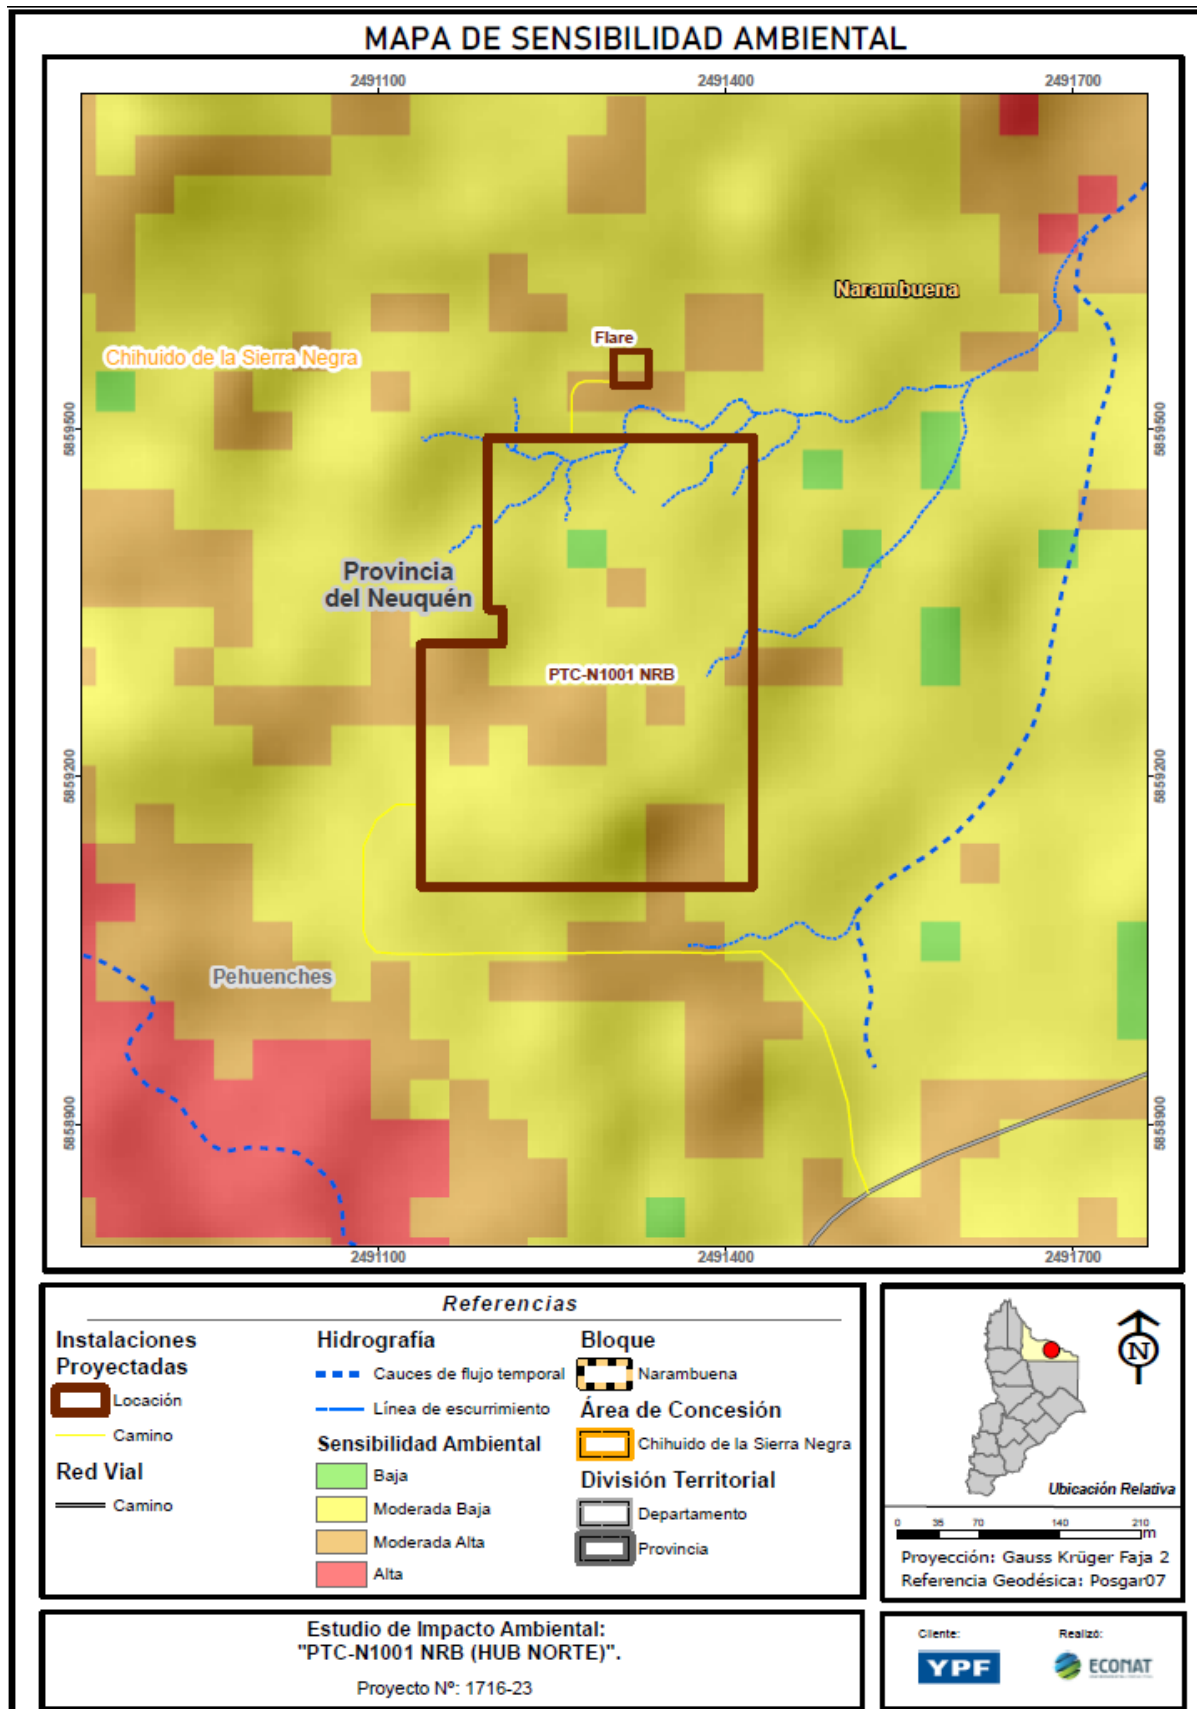 MAPA DE SENSIBILIDAD AMBIENTAL
2491100 2491400 2491700
Narambuena
Flare
Chihuido de la Sierra Negra
5859500 5859500
Provincia
del Neuquén
PTC-N1001 NRB
5859200 5859200
Pehuenches
5858900 5858900
2491100 2491400 2491700
Referencias
Instalaciones
Proyectadas
Locación
Camino
Red Vial
Camino
Hidrografía
Cauces de flujo temporal
Línea de escurrimiento
Sensibilidad Ambiental
Baja
Moderada Baja
Moderada Alta
Alta
Bloque
Narambuena
Área de Concesión
Chihuido de la Sierra Negra
División Territorial
Departamento
Provincia
N
Ubicación Relativa
0 35 70 140 210
m
Proyección: Gauss Krüger Faja 2
Referencia Geodésica: Posgar07
Estudio de Impacto Ambiental:
"PTC-N1001 NRB (HUB NORTE)".
Proyecto Nº: 1716-23
Cliente: Realizó:
YPF ECONAT